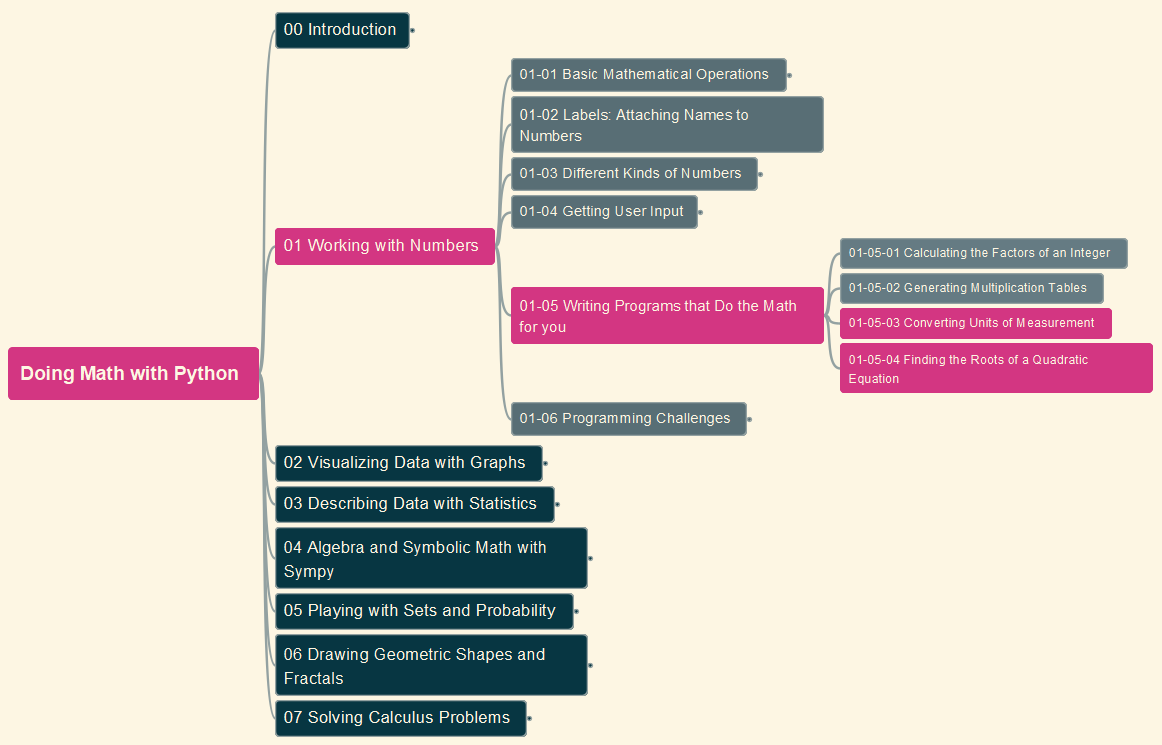 00 Introduction
01-01 Basic Mathematical Operations
01-02 Labels: Attaching Names to
Numbers
01-03 Different Kinds of Numbers
01-04 Getting User Input
01 Working with Numbers
01-05-01 Calculating the Factors of an Integer
01-05-02 Generating Multiplication Tables
01-05 Writing Programs that Do the Math
for you
01-05-03 Converting Units of Measurement
01-05-04 Finding the Roots of a Quadratic
Equation
Doing Math with Python
01-06 Programming Challenges
02 Visualizing Data with Graphs
03 Describing Data with Statistics
04 Algebra and Symbolic Math with
Sympy
05 Playing with Sets and Probability
06 Drawing Geometric Shapes and
Fractals
07 Solving Calculus Problems